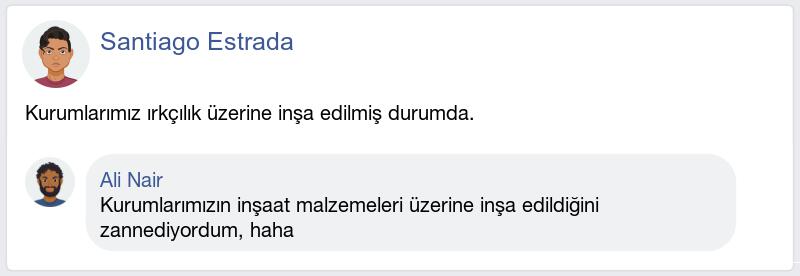 Santiago Estrada
Kurumlarımız ırkçılık üzerine inşa edilmiş durumda.
Ali Nair
Kurumlarımızın inşaat malzemeleri üzerine inşa edildiğini
zannediyordum, haha